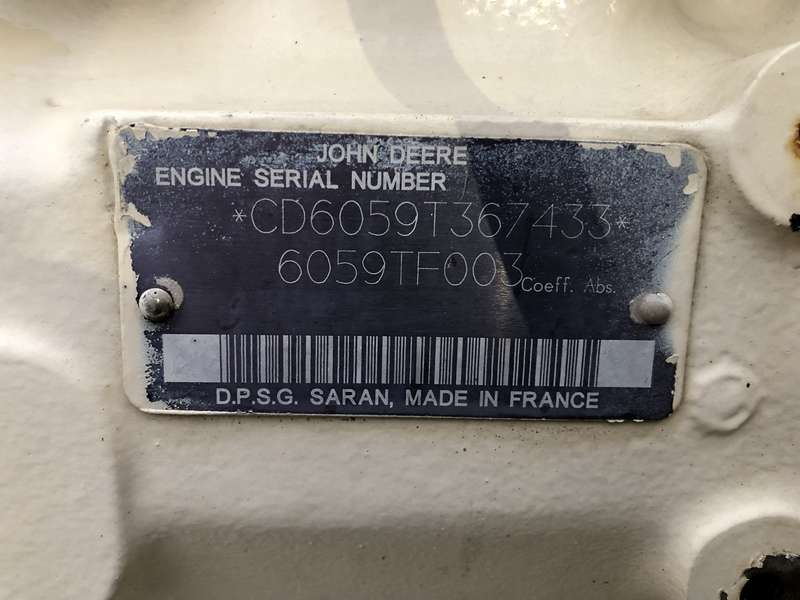 JOHN DEERE
ENGINE SERIAL NUMBER
*CD6059T367433*
6059TF003 Coeff. Abs.
D.P.S.G. SARAN, MADE IN FRANCE